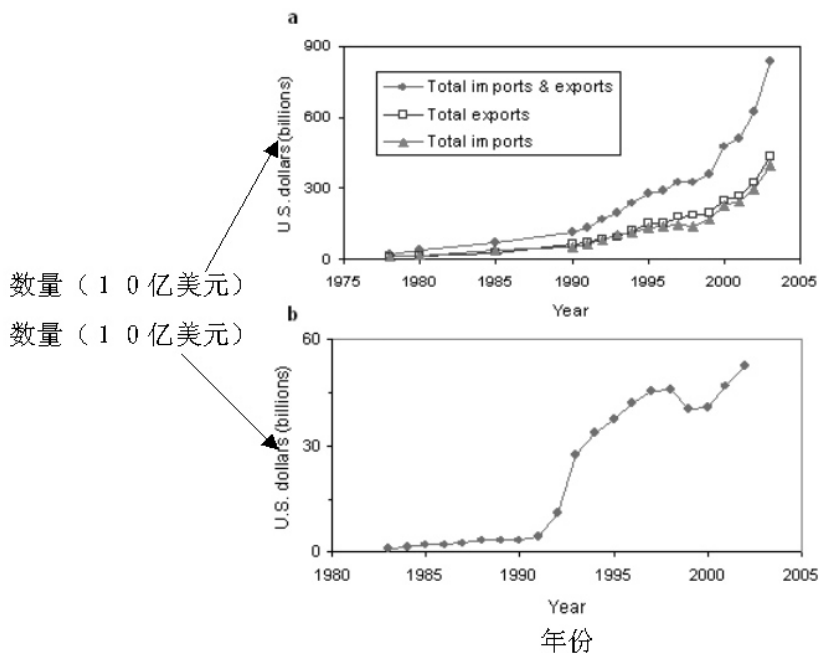 a
900
600
300
0
U.S. dollars (billions)
Total imports & exports
Total exports
Total imports
1975 1980 1985 1990 1995 2000 2005
Year
数量（１０亿美元）
数量（１０亿美元）
b
60
30
0
U.S. dollars (billions)
1980 1985 1990 1995 2000 2005
Year
年份